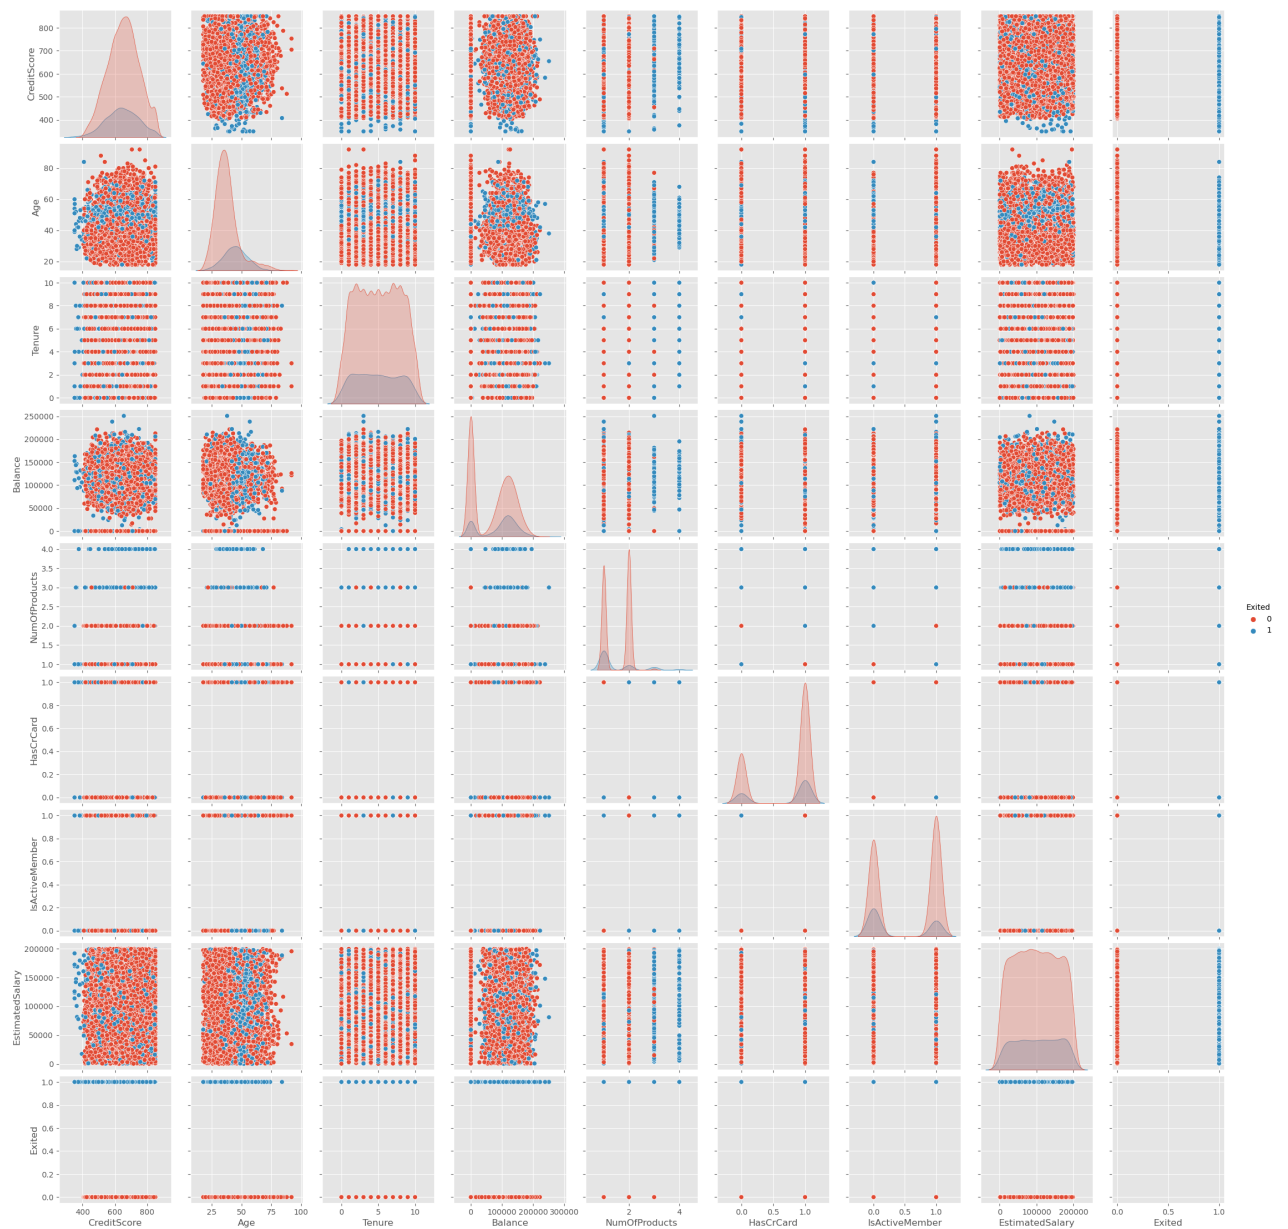 800
700
600
500
400
CreditScore
80
60
40
20
Age
10
8
6
4
2
0
Tenure
250000
200000
150000
100000
50000
0
Balance
4.0
3.5
3.0
2.5
2.0
1.5
1.0
NumOfProducts
Exited
0
1
1.0
0.8
0.6
0.4
0.2
0.0
HasCrCard
1.0
0.8
0.6
0.4
0.2
0.0
IsActiveMember
200000
150000
100000
50000
0
EstimatedSalary
1.0
0.8
0.6
0.4
0.2
0.0
Exited
400 600 800
CreditScore
25 50 75 100
Age
0 5 10
Tenure
0 100000 200000 300000
Balance
2 4
NumOfProducts
0.0 0.5 1.0
HasCrCard
0.0 0.5 1.0
IsActiveMember
0 100000 200000
EstimatedSalary
0.0 0.5 1.0
Exited